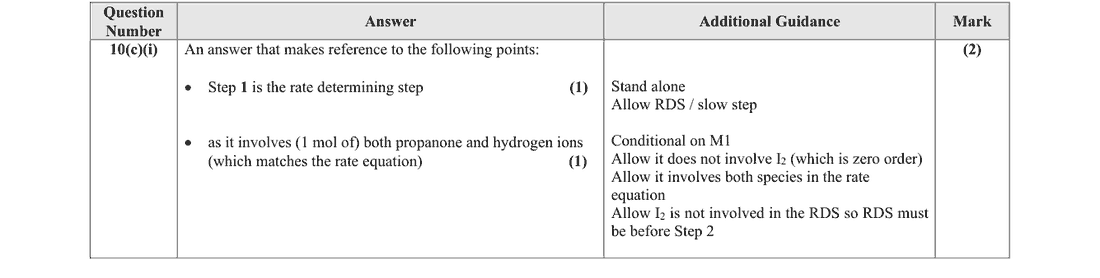 Question Number
Answer
Additional Guidance
Mark
10(c)(i)
An answer that makes reference to the following points:
(2)
• Step 1 is the rate determining step (1)
Stand alone
Allow RDS / slow step
• as it involves (1 mol of) both propanone and hydrogen ions
(which matches the rate equation) (1)
Conditional on M1
Allow it does not involve I₂ (which is zero order)
Allow it involves both species in the rate
equation
Allow I₂ is not involved in the RDS so RDS must
be before Step 2